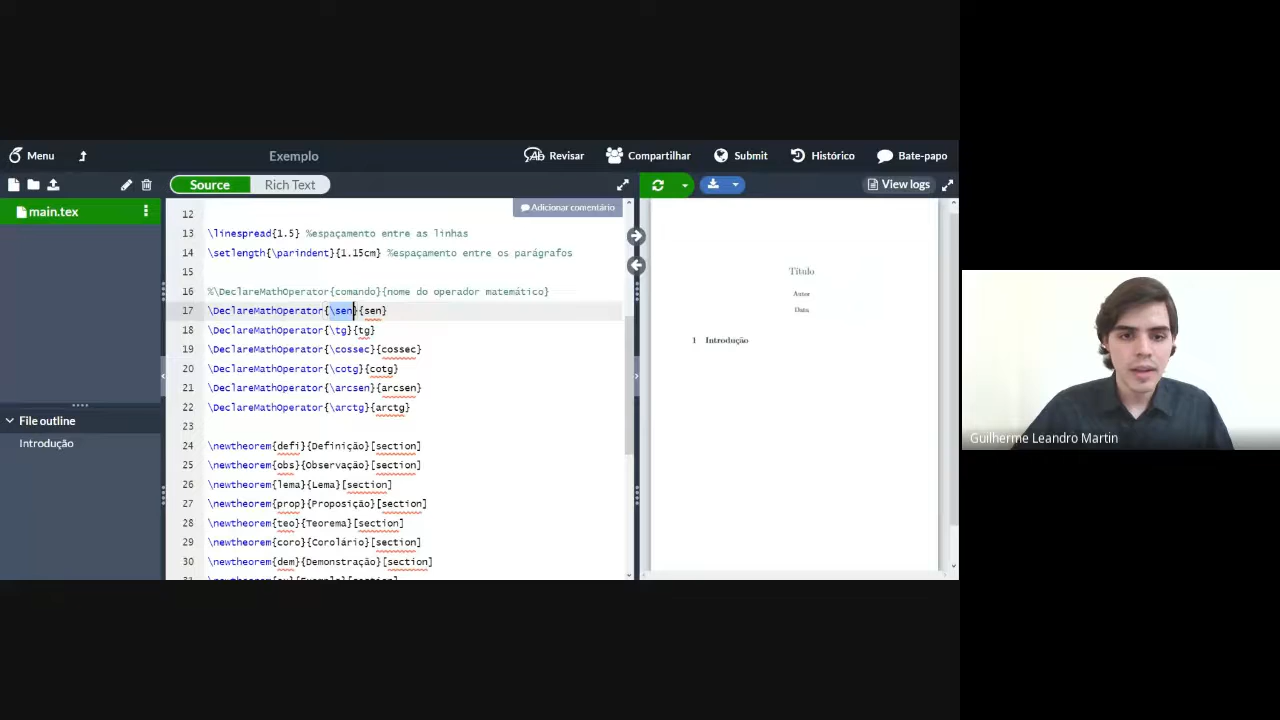 Menu
Exemplo
Revisar
Compartilhar
Submit
Histórico
Bate-papo
Source
Rich Text
View logs
main.tex
Adicionar comentário
12
13 \linespread{1.5} %espaçamento entre as linhas
14 \setlength{\parindent}{1.15cm} %espaçamento entre os parágrafos
15
16 %\DeclareMathOperator{comando}{nome do operador matemático}
17 \DeclareMathOperator{\sen}{sen}
18 \DeclareMathOperator{\tg}{tg}
19 \DeclareMathOperator{\cossec}{cossec}
20 \DeclareMathOperator{\cotg}{cotg}
21 \DeclareMathOperator{\arcsen}{arcsen}
22 \DeclareMathOperator{\arctg}{arctg}
23
24 \newtheorem{defi}{Definição}[section]
25 \newtheorem{obs}{Observação}[section]
26 \newtheorem{lema}{Lema}[section]
27 \newtheorem{prop}{Proposição}[section]
28 \newtheorem{teo}{Teorema}[section]
29 \newtheorem{coro}{Corolário}[section]
30 \newtheorem{dem}{Demonstração}[section]
File outline
Introdução
Título
Autor
Data
1 Introdução
Guilherme Leandro Martin